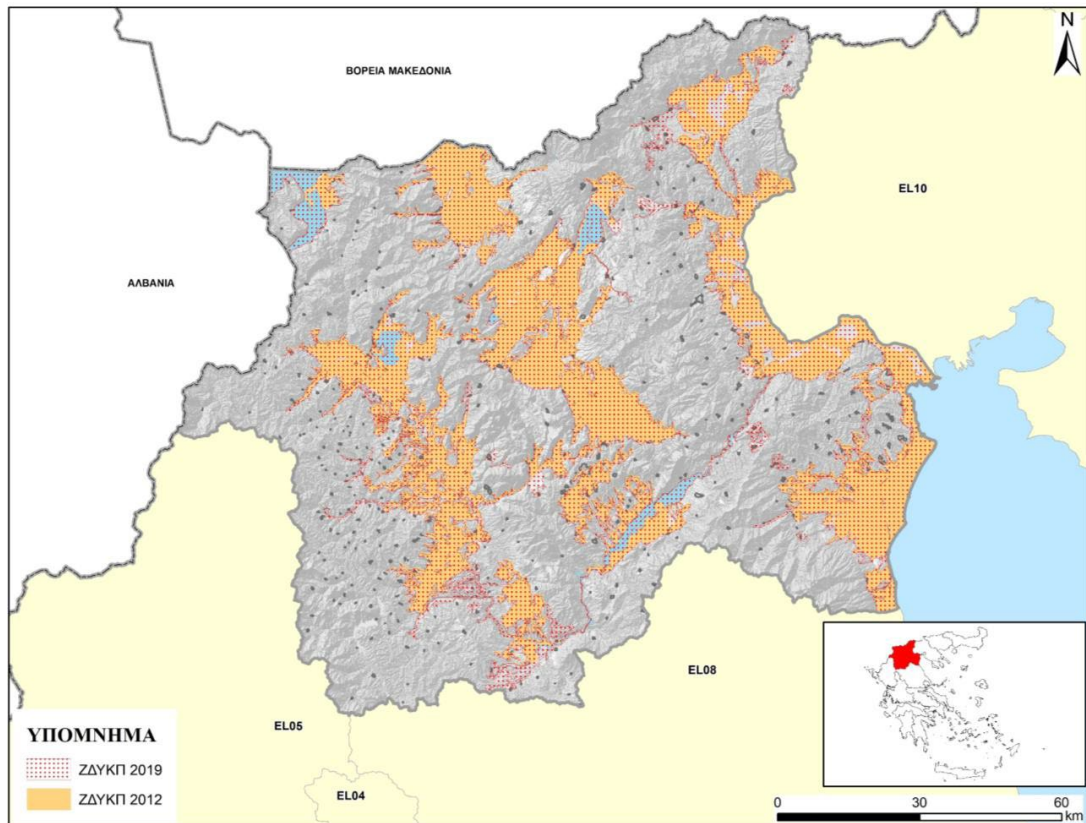 N
ΒΟΡΕΙΑ ΜΑΚΕΔΟΝΙΑ
EL10
ΑΛΒΑΝΙΑ
EL08
EL05
EL04
ΥΠΟΜΝΗΜΑ
ΖΔΥΚΠ 2019
ΖΔΥΚΠ 2012
0 30 60
km